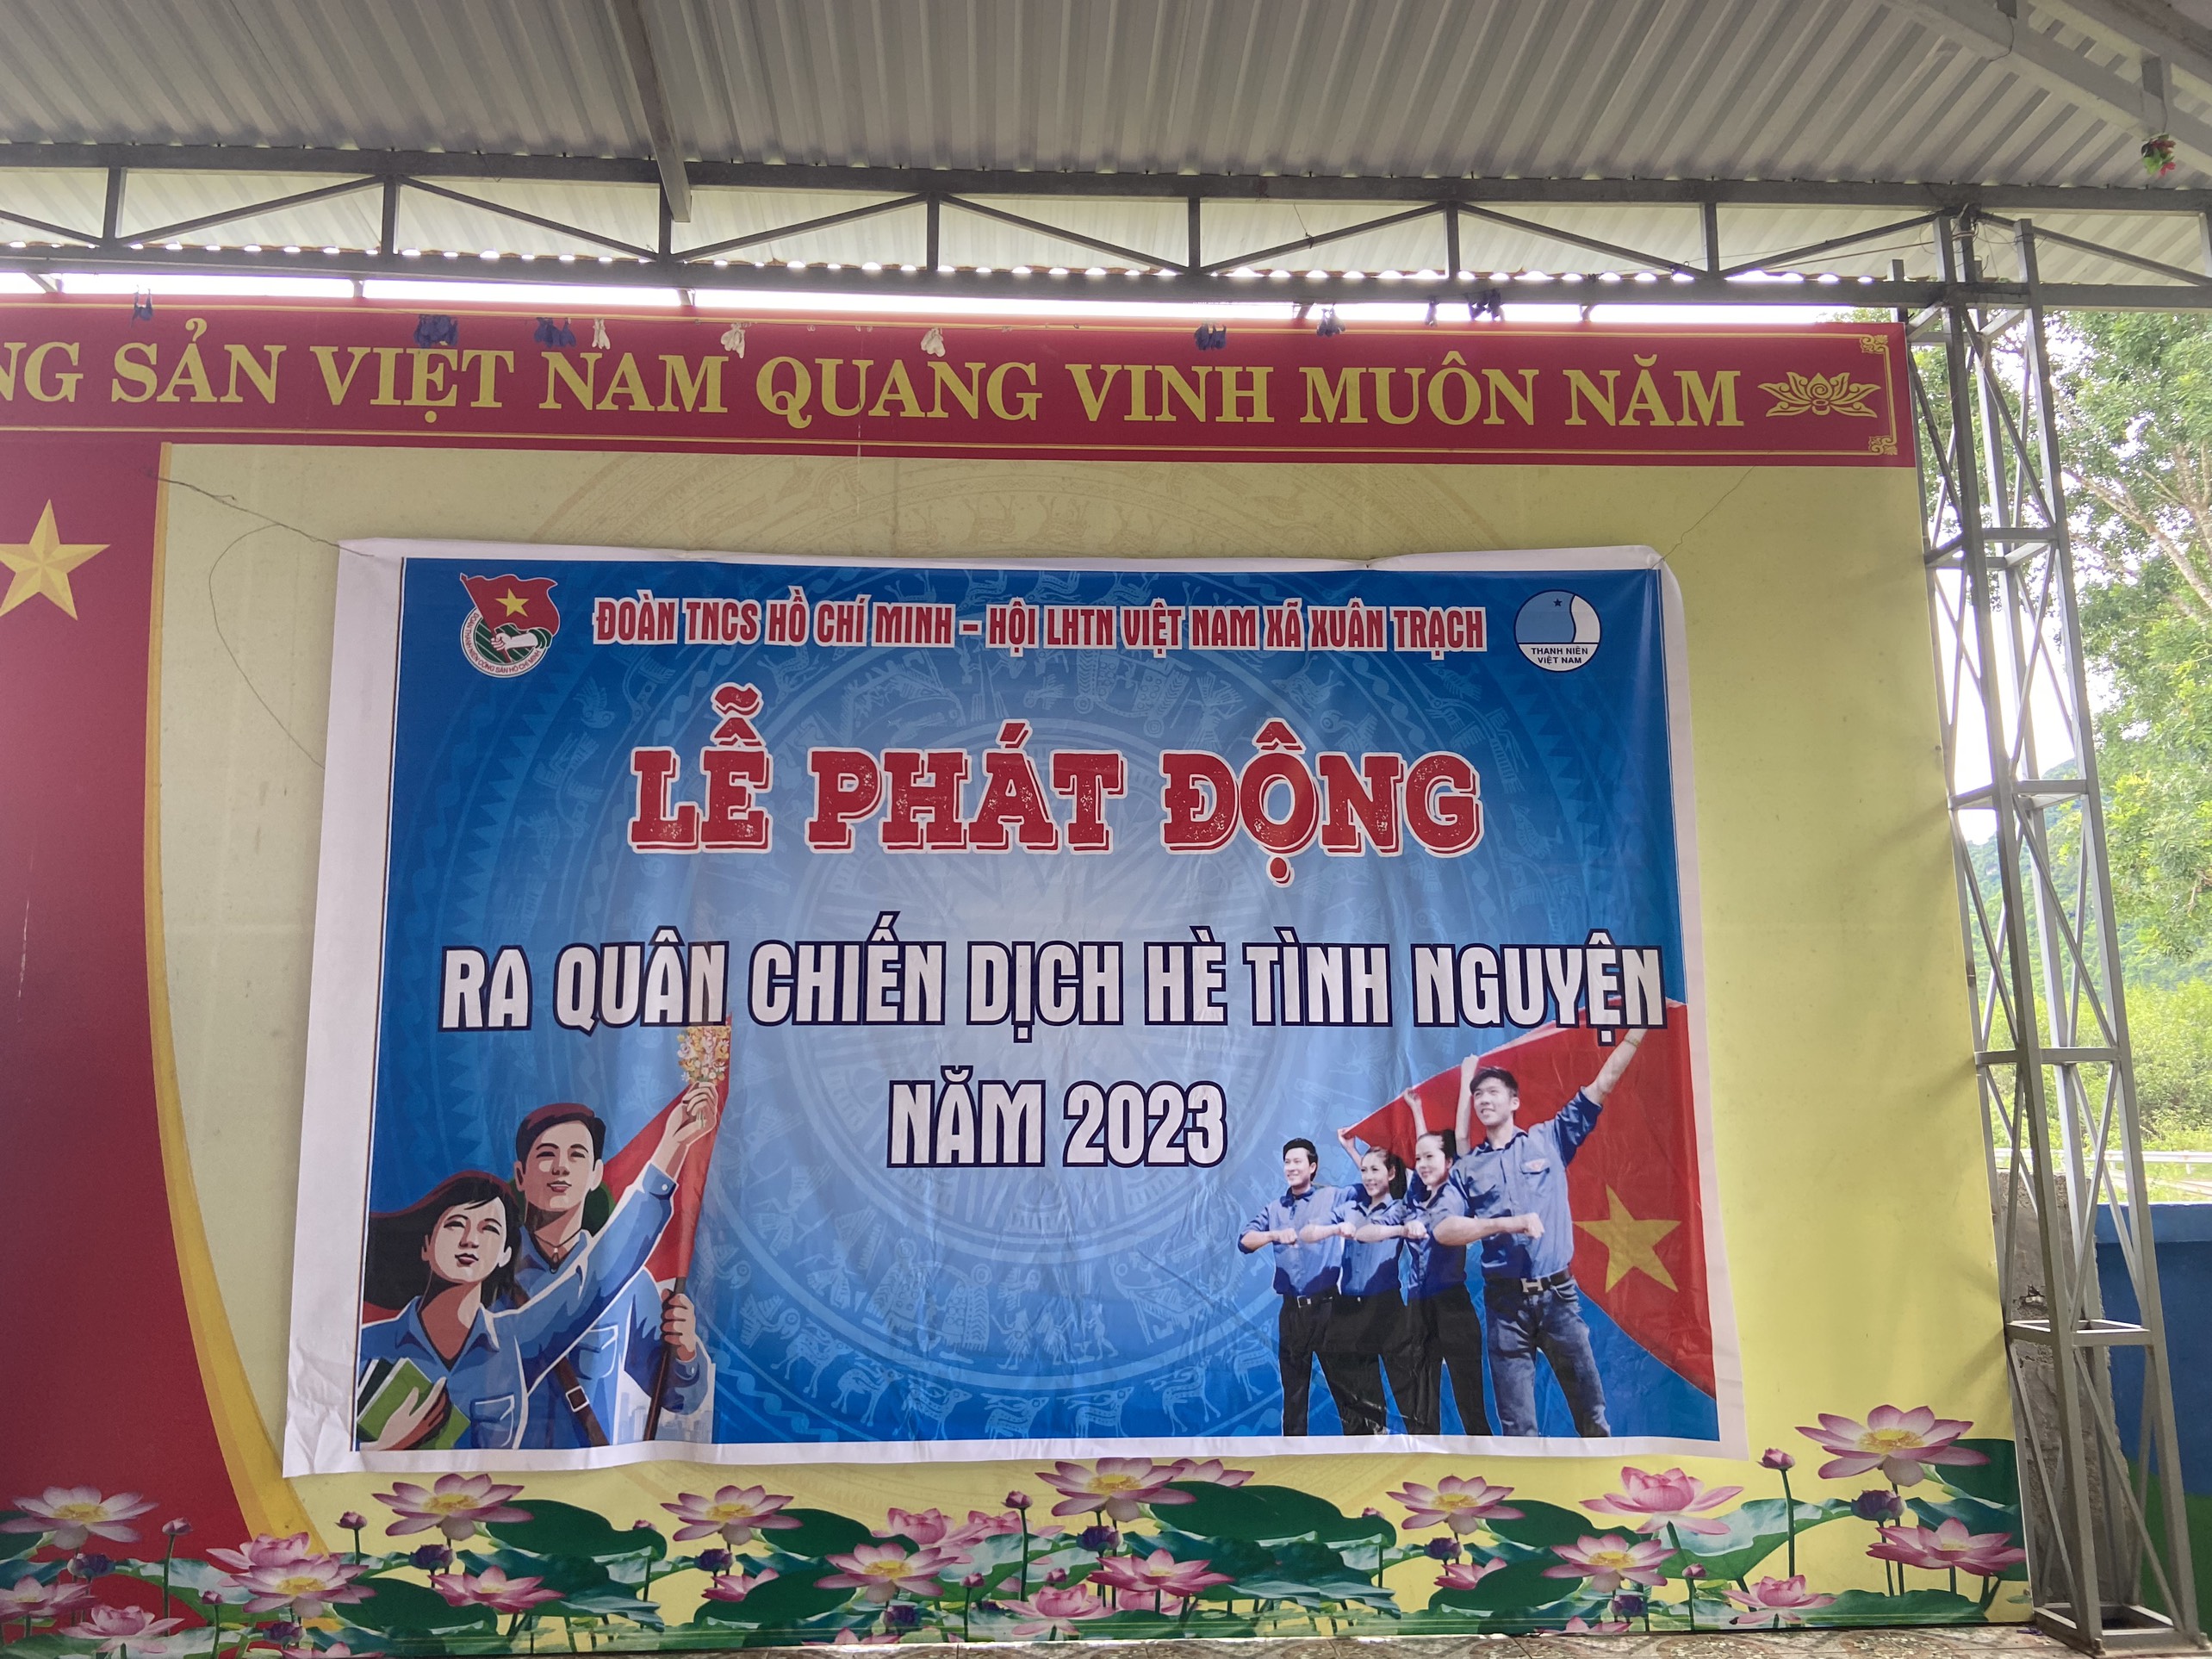 SẢN VIỆT NAM QUANG VINH MUÔN NĂM
ĐOÀN TNCS HỒ CHÍ MINH - HỘI LHTN VIỆT NAM XÃ XUÂN TRẠCH
THANH NIÊN
VIỆT NAM
LỄ PHÁT ĐỘNG
RA QUÂN CHIẾN DỊCH HÈ TÌNH NGUYỆN
NĂM 2023